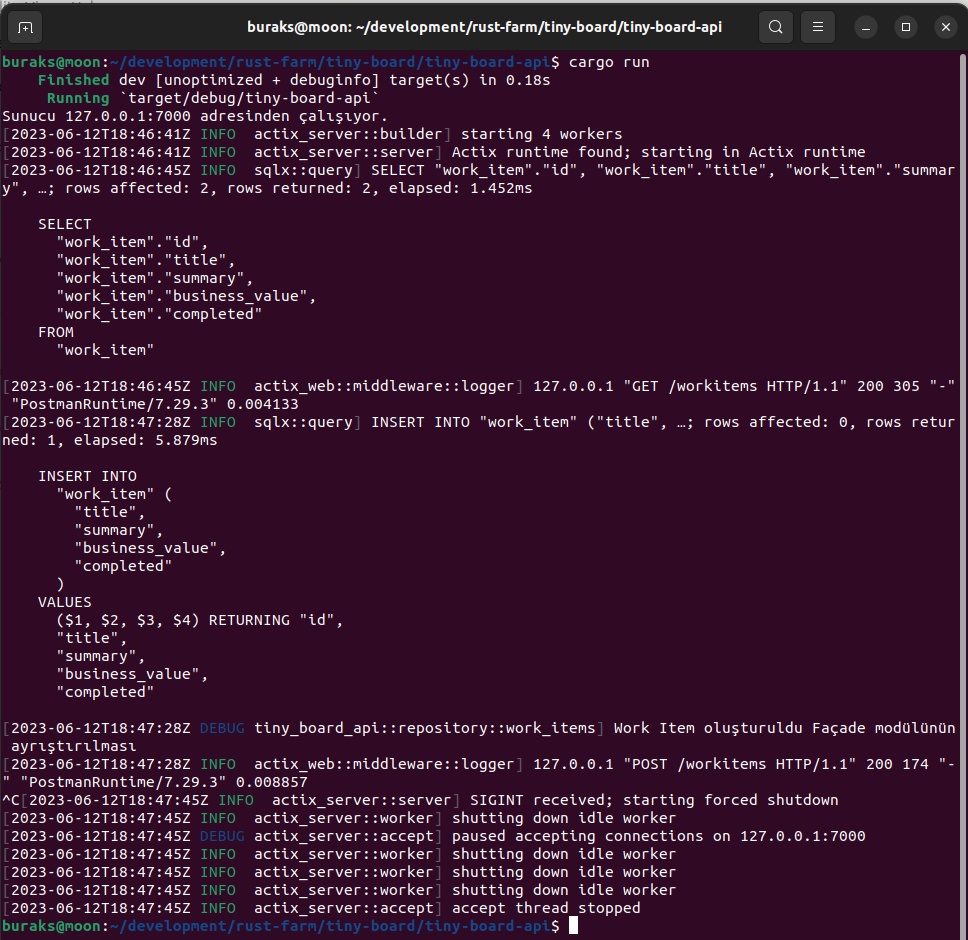 buraks@moon: ~/development/rust-farm/tiny-board/tiny-board-api
buraks@moon:~/development/rust-farm/tiny-board/tiny-board-api$ cargo run
    Finished dev [unoptimized + debuginfo] target(s) in 0.18s
     Running `target/debug/tiny-board-api`
Sunucu 127.0.0.1:7000 adresinden çalışıyor.
[2023-06-12T18:46:41Z INFO  actix_server::builder] starting 4 workers
[2023-06-12T18:46:41Z INFO  actix_server::server] Actix runtime found; starting in Actix runtime
[2023-06-12T18:46:45Z INFO  sqlx::query] SELECT "work_item"."id", "work_item"."title", "work_item"."summar
y", …; rows affected: 2, rows returned: 2, elapsed: 1.452ms
    SELECT
      "work_item"."id",
      "work_item"."title",
      "work_item"."summary",
      "work_item"."business_value",
      "work_item"."completed"
    FROM
      "work_item"
[2023-06-12T18:46:45Z INFO  actix_web::middleware::logger] 127.0.0.1 "GET /workitems HTTP/1.1" 200 305 "-"
 "PostmanRuntime/7.29.3" 0.004133
[2023-06-12T18:47:28Z INFO  sqlx::query] INSERT INTO "work_item" ("title", …; rows affected: 0, rows retur
ned: 1, elapsed: 5.879ms
    INSERT INTO
      "work_item" (
        "title",
        "summary",
        "business_value",
        "completed"
      )
    VALUES
      ($1, $2, $3, $4) RETURNING "id",
      "title",
      "summary",
      "business_value",
      "completed"
[2023-06-12T18:47:28Z DEBUG tiny_board_api::repository::work_items] Work Item oluşturuldu Façade modülünün
 ayrıştırılması
[2023-06-12T18:47:28Z INFO  actix_web::middleware::logger] 127.0.0.1 "POST /workitems HTTP/1.1" 200 174 "-
" "PostmanRuntime/7.29.3" 0.008857
^C[2023-06-12T18:47:45Z INFO  actix_server::server] SIGINT received; starting forced shutdown
[2023-06-12T18:47:45Z INFO  actix_server::worker] shutting down idle worker
[2023-06-12T18:47:45Z DEBUG actix_server::accept] paused accepting connections on 127.0.0.1:7000
[2023-06-12T18:47:45Z INFO  actix_server::worker] shutting down idle worker
[2023-06-12T18:47:45Z INFO  actix_server::worker] shutting down idle worker
[2023-06-12T18:47:45Z INFO  actix_server::worker] shutting down idle worker
[2023-06-12T18:47:45Z INFO  actix_server::accept] accept thread stopped
buraks@moon:~/development/rust-farm/tiny-board/tiny-board-api$